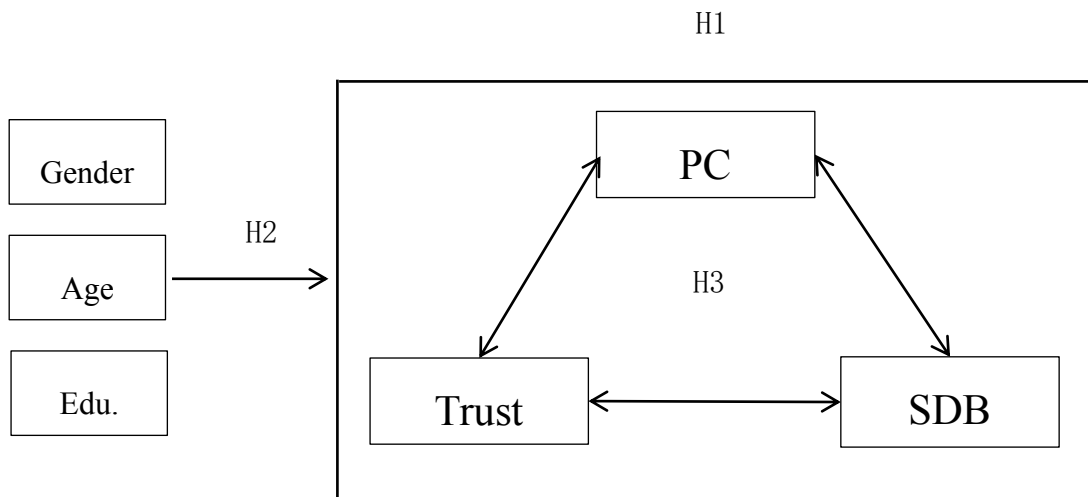 H1
Gender
PC
H2
Age
H3
Edu.
Trust
SDB